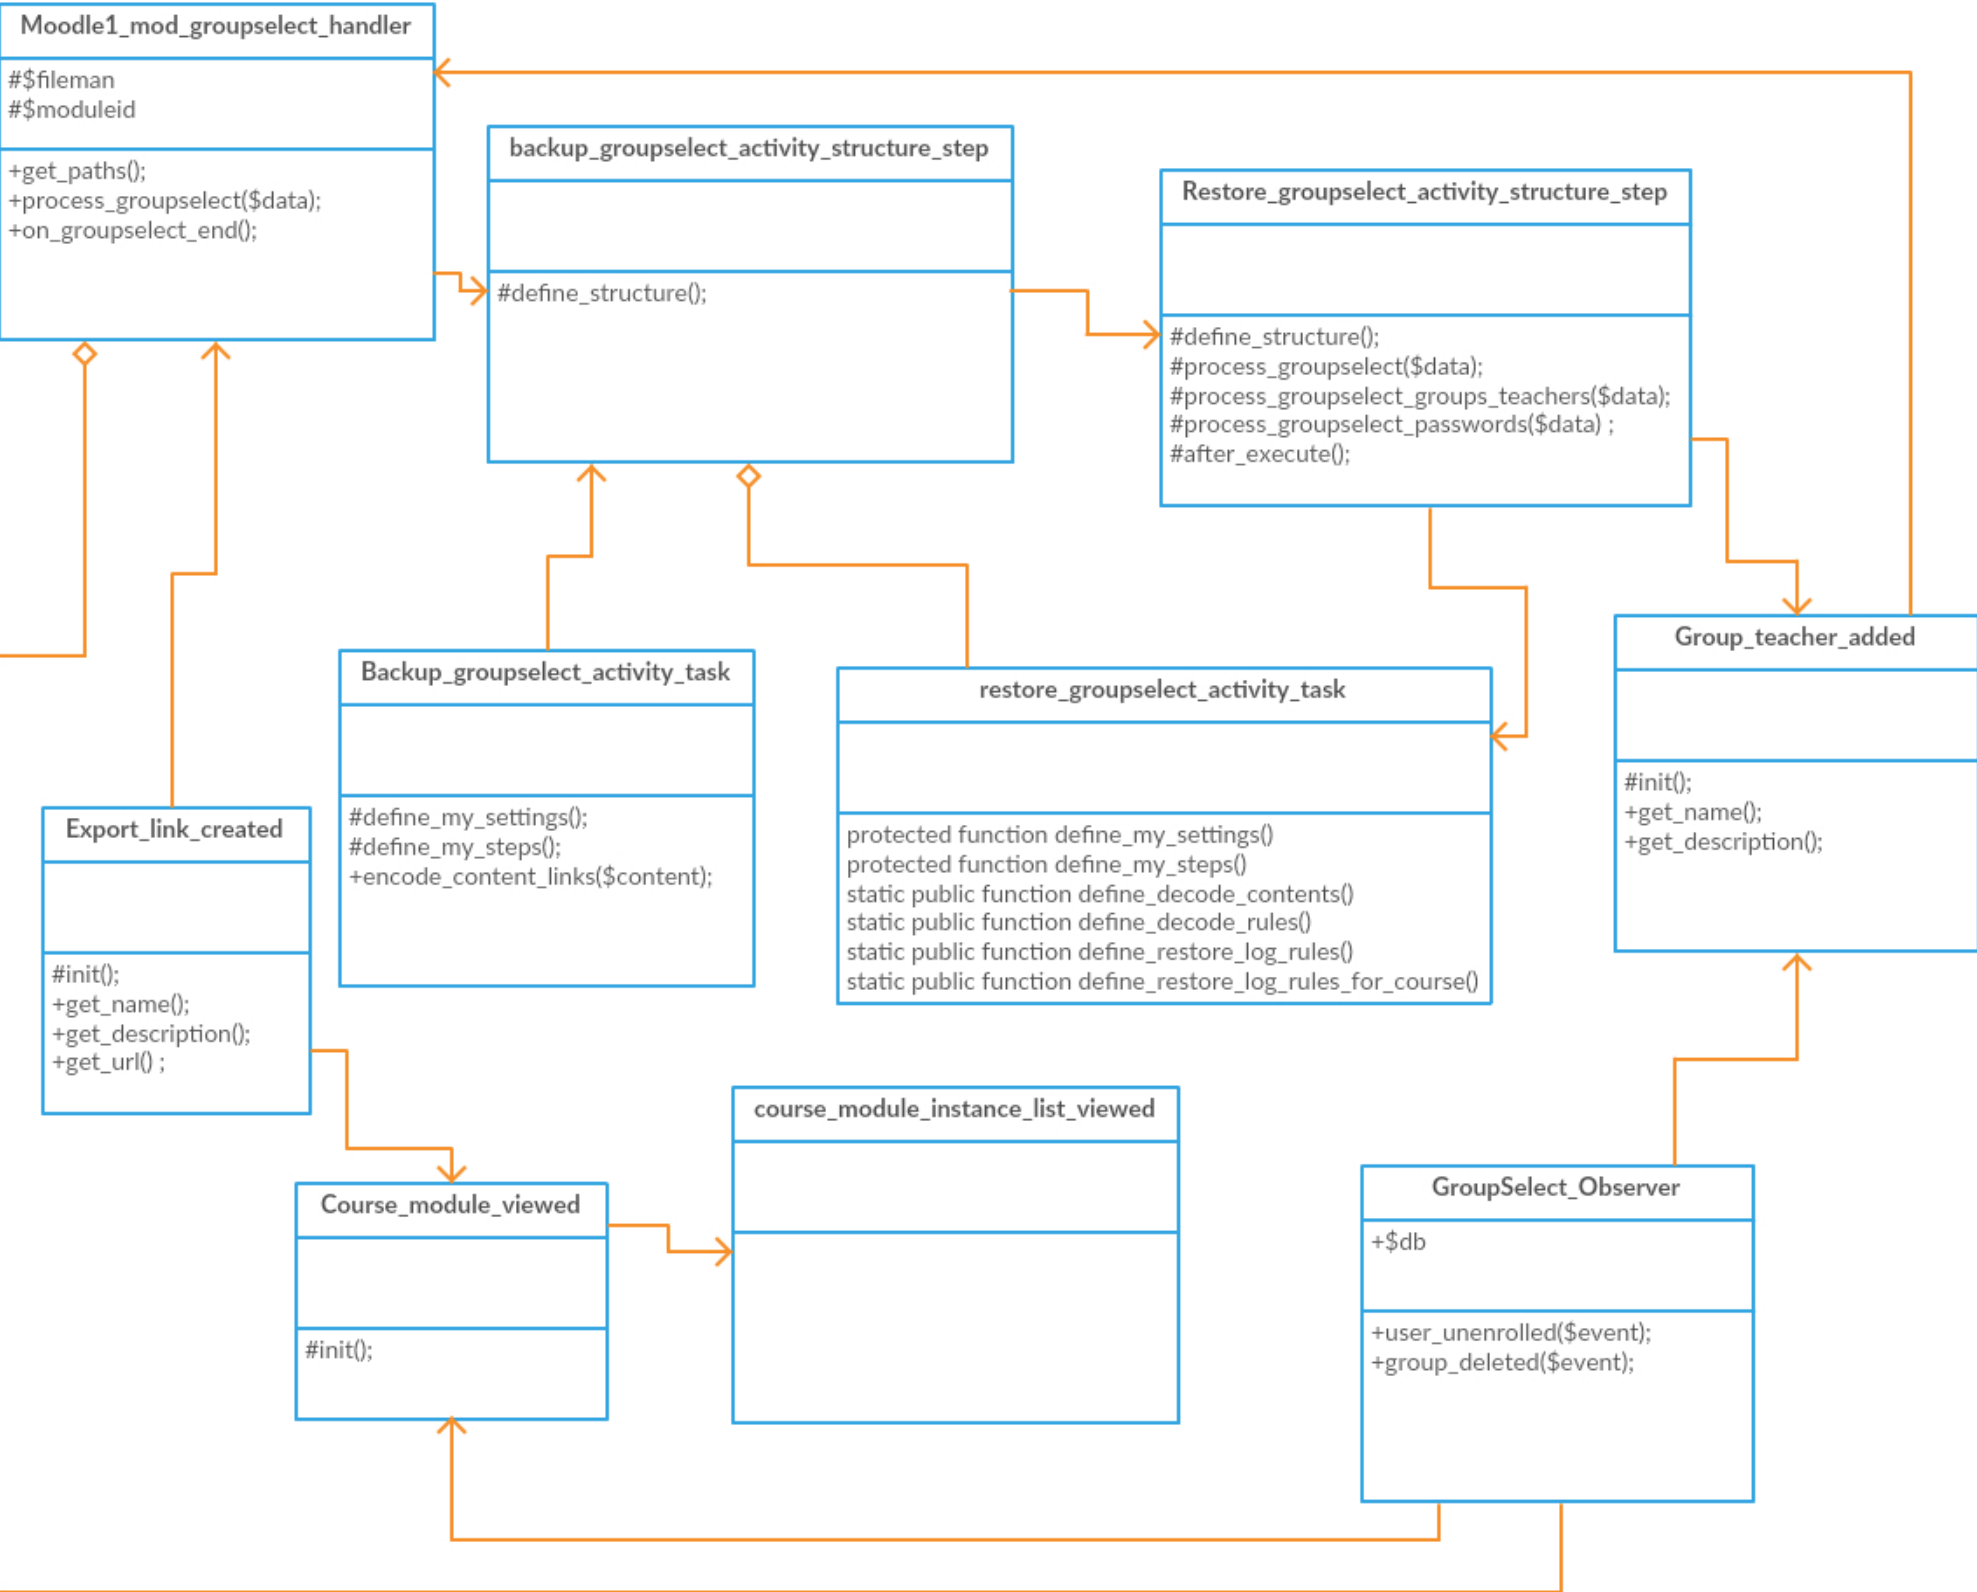 Moodle1_mod_groupselect_handler
#$fileman
#$moduleid
+get_paths();
+process_groupselect($data);
+on_groupselect_end();
backup_groupselect_activity_structure_step
#define_structure();
Restore_groupselect_activity_structure_step
#define_structure();
#process_groupselect($data);
#process_groupselect_groups_teachers($data);
#process_groupselect_passwords($data) ;
#after_execute();
Group_teacher_added
#init();
+get_name();
+get_description();
Backup_groupselect_activity_task
#define_my_settings();
#define_my_steps();
+encode_content_links($content);
restore_groupselect_activity_task
protected function define_my_settings()
protected function define_my_steps()
static public function define_decode_contents()
static public function define_decode_rules()
static public function define_restore_log_rules()
static public function define_restore_log_rules_for_course()
Export_link_created
#init();
+get_name();
+get_description();
+get_url() ;
Course_module_viewed
#init();
course_module_instance_list_viewed
GroupSelect_Observer
+$db
+user_unenrolled($event);
+group_deleted($event);